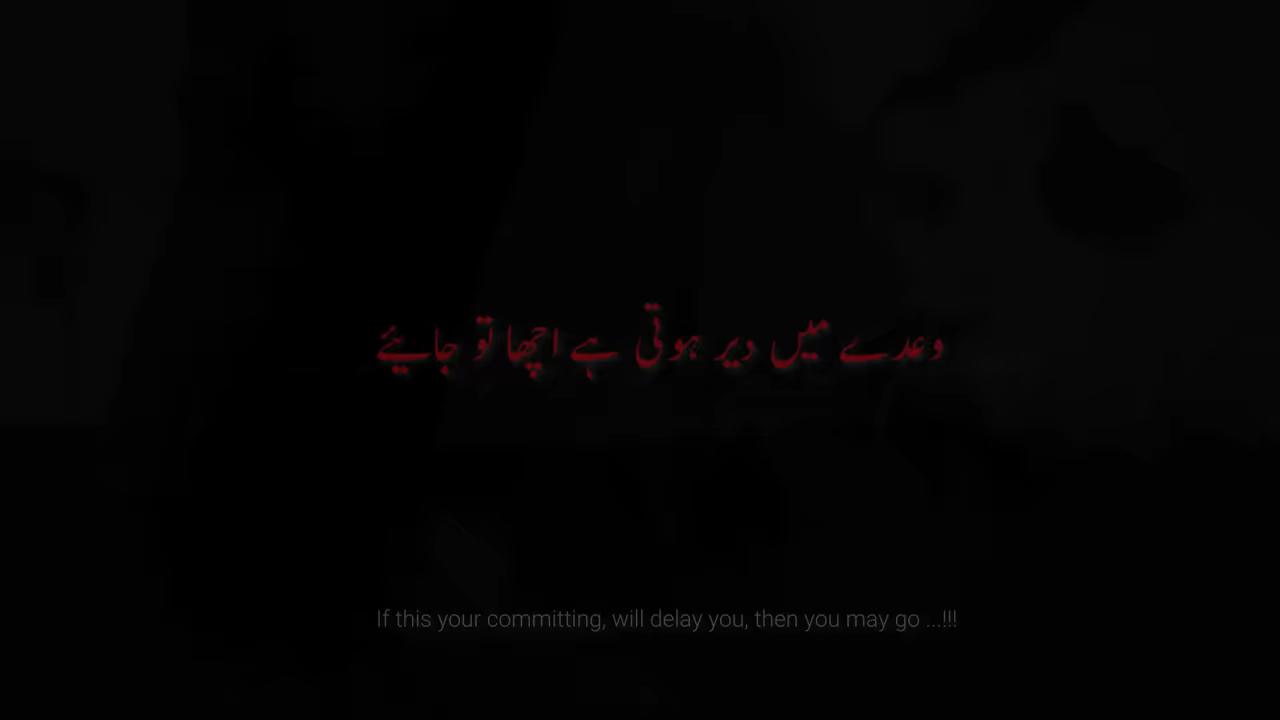 وعدے میں دیر ہوتی ہے اچھا تو جایئے
If this your committing, will delay you, then you may go ...!!!